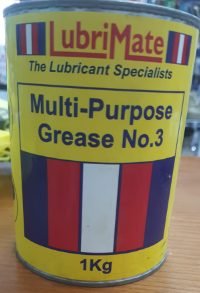 LubriMate
The Lubricant Specialists
Multi-Purpose
Grease No.3
1Kg